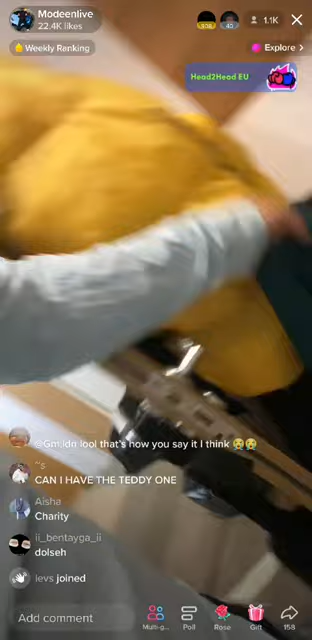 Modeenlive
22.4K likes
1.1K
Weekly Ranking
Explore >
Head2Head EU
@Gm.idn lool that's how you say it I think 😭😭
~s
CAN I HAVE THE TEDDY ONE
Aisha
Charity
ii_bentayga_ii
dolseh
levs joined
Add comment
Multi-g...
Poll
Rose
Gift
158